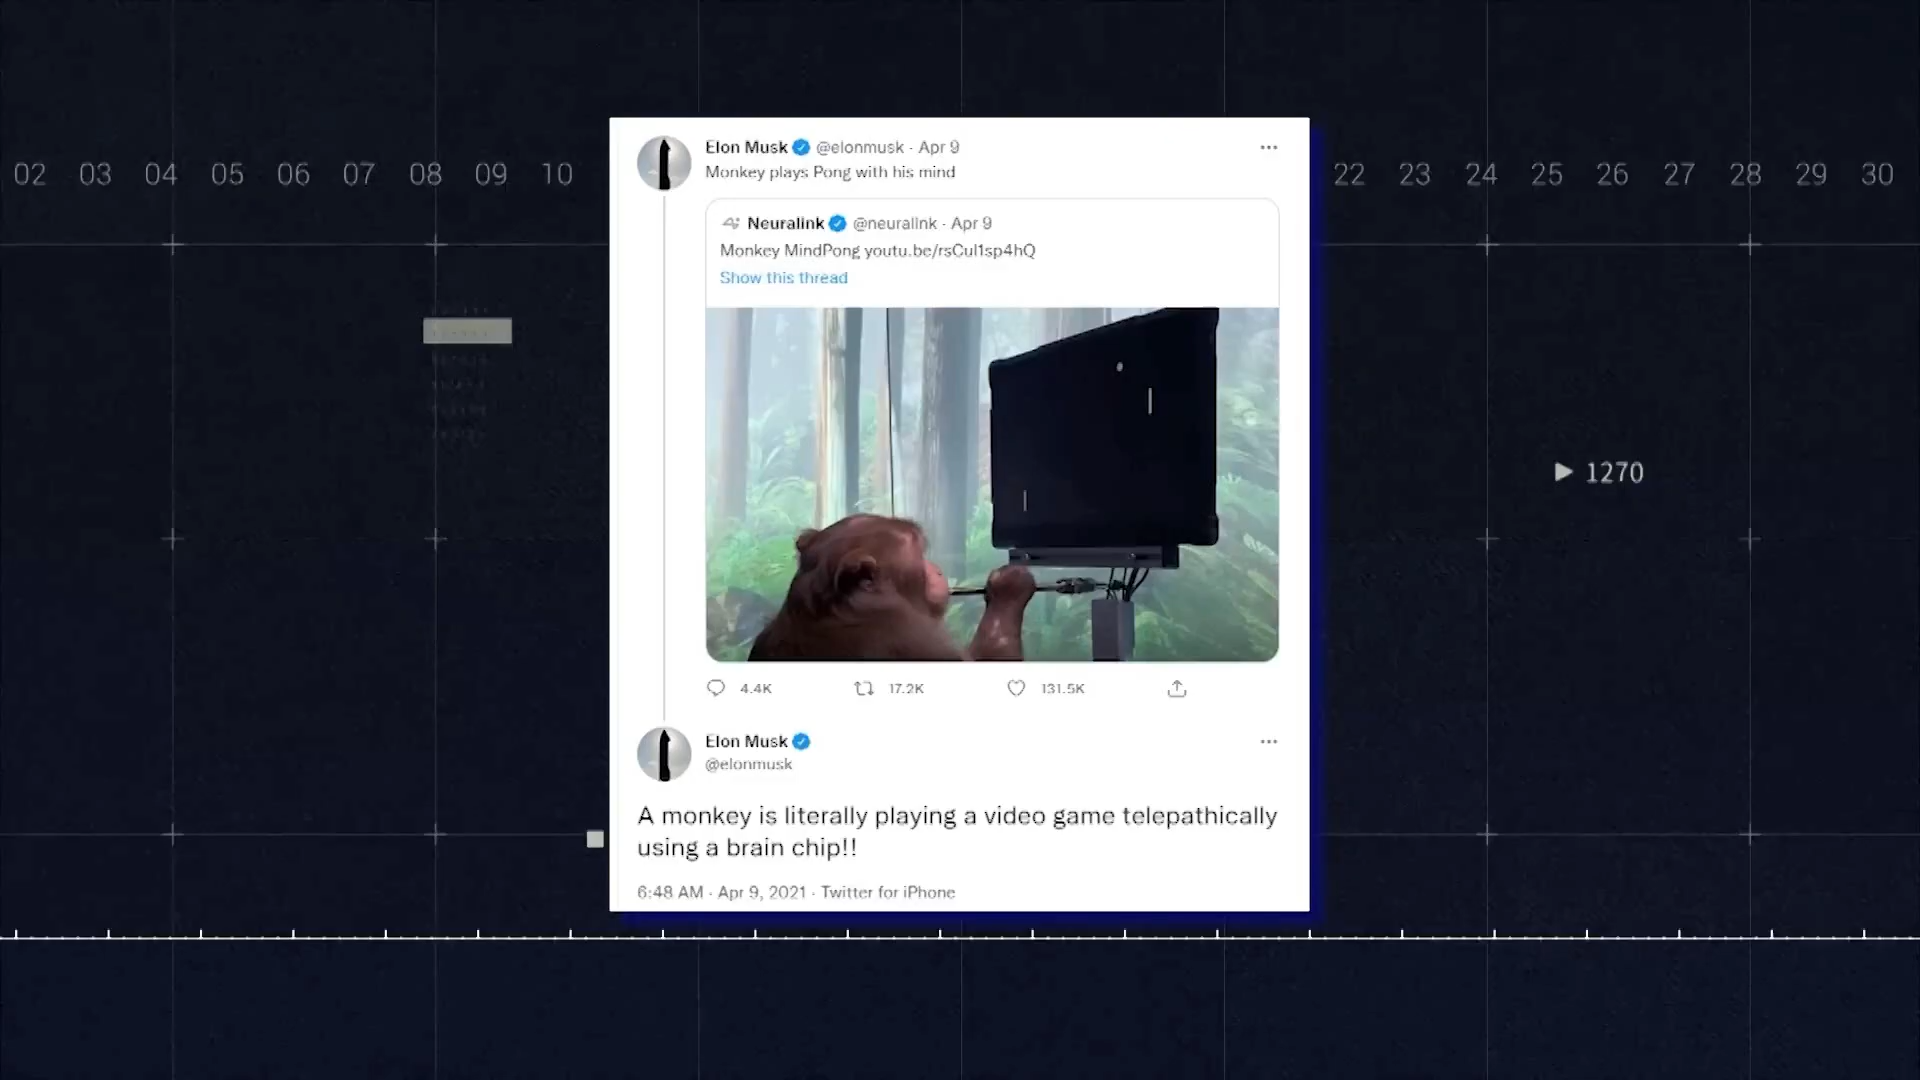 02 03 04 05 06 07 08 09 10
22 23 24 25 26 27 28 29 30
Elon Musk @elonmusk · Apr 9
Monkey plays Pong with his mind
Neuralink @neuralink · Apr 9
Monkey MindPong youtu.be/rsCul1sp4hQ
Show this thread
4.4K 17.2K 131.5K
Elon Musk
@elonmusk
A monkey is literally playing a video game telepathically
using a brain chip!!
6:48 AM · Apr 9, 2021 · Twitter for iPhone
1270